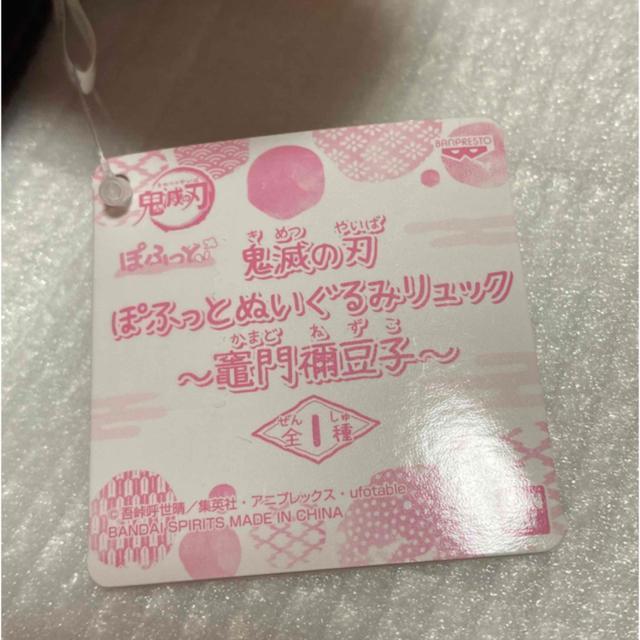 BANPRESTO
鬼滅の刃
ぽふっと
きめつ やいば
鬼滅の刃
ぽふっとぬいぐるみリュック
かまど ねずこ
〜竈門禰豆子〜
ぜん しゅ
全1種
©吾峠呼世晴／集英社・アニプレックス・ufotable
BANDAI SPIRITS MADE IN CHINA